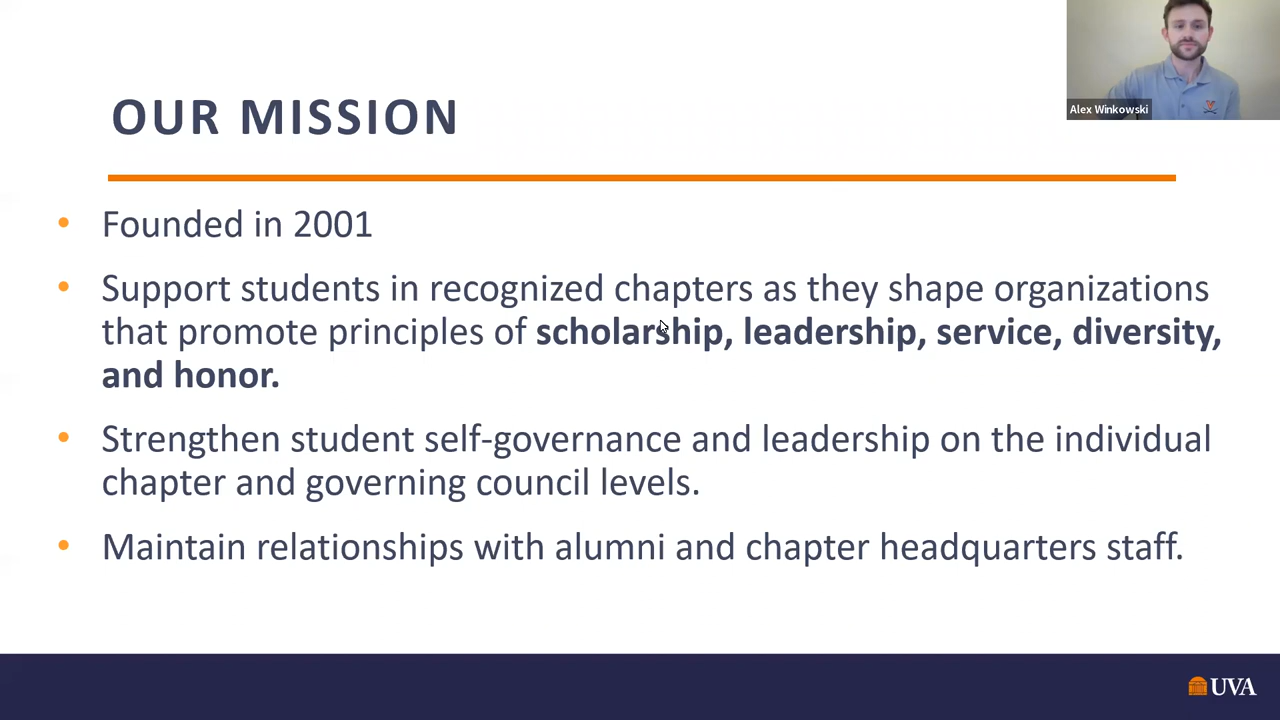 OUR MISSION
Alex Winkowski
• Founded in 2001
• Support students in recognized chapters as they shape organizations
that promote principles of scholarship, leadership, service, diversity,
and honor.
• Strengthen student self-governance and leadership on the individual
chapter and governing council levels.
• Maintain relationships with alumni and chapter headquarters staff.
UVA